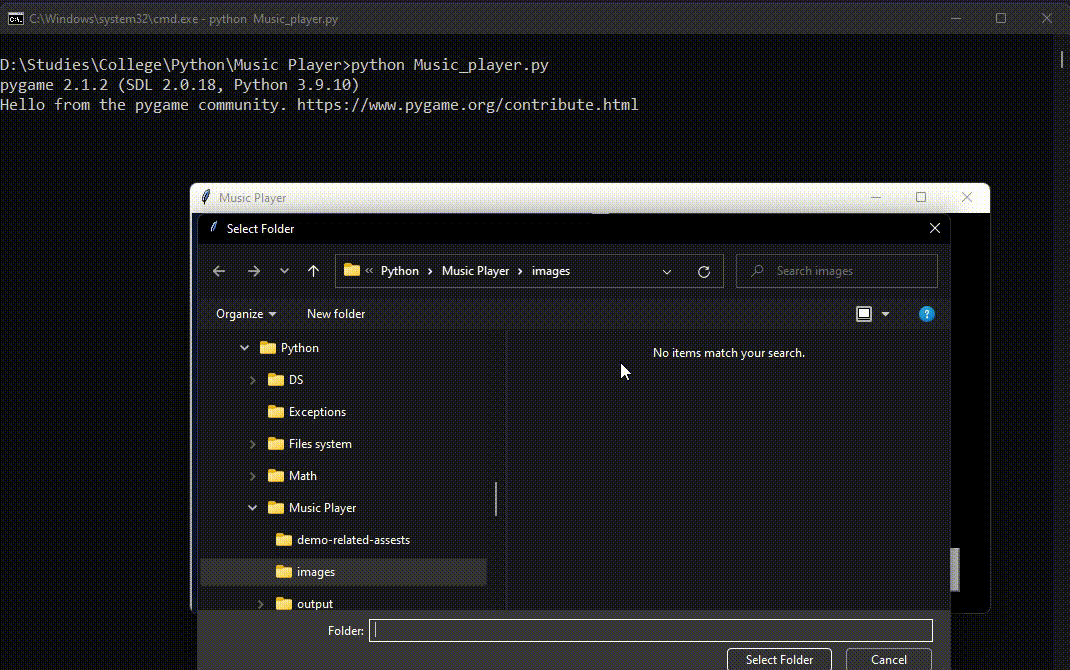 C:\Windows\system32\cmd.exe - python  Music_player.py
D:\Studies\College\Python\Music Player>python Music_player.py
pygame 2.1.2 (SDL 2.0.18, Python 3.9.10)
Hello from the pygame community. https://www.pygame.org/contribute.html
Music Player
Select Folder
« Python › Music Player › images
Search images
Organize
New folder
?
Python
No items match your search.
DS
Exceptions
Files system
Math
Music Player
demo-related-assests
images
output
Folder:
Select Folder
Cancel